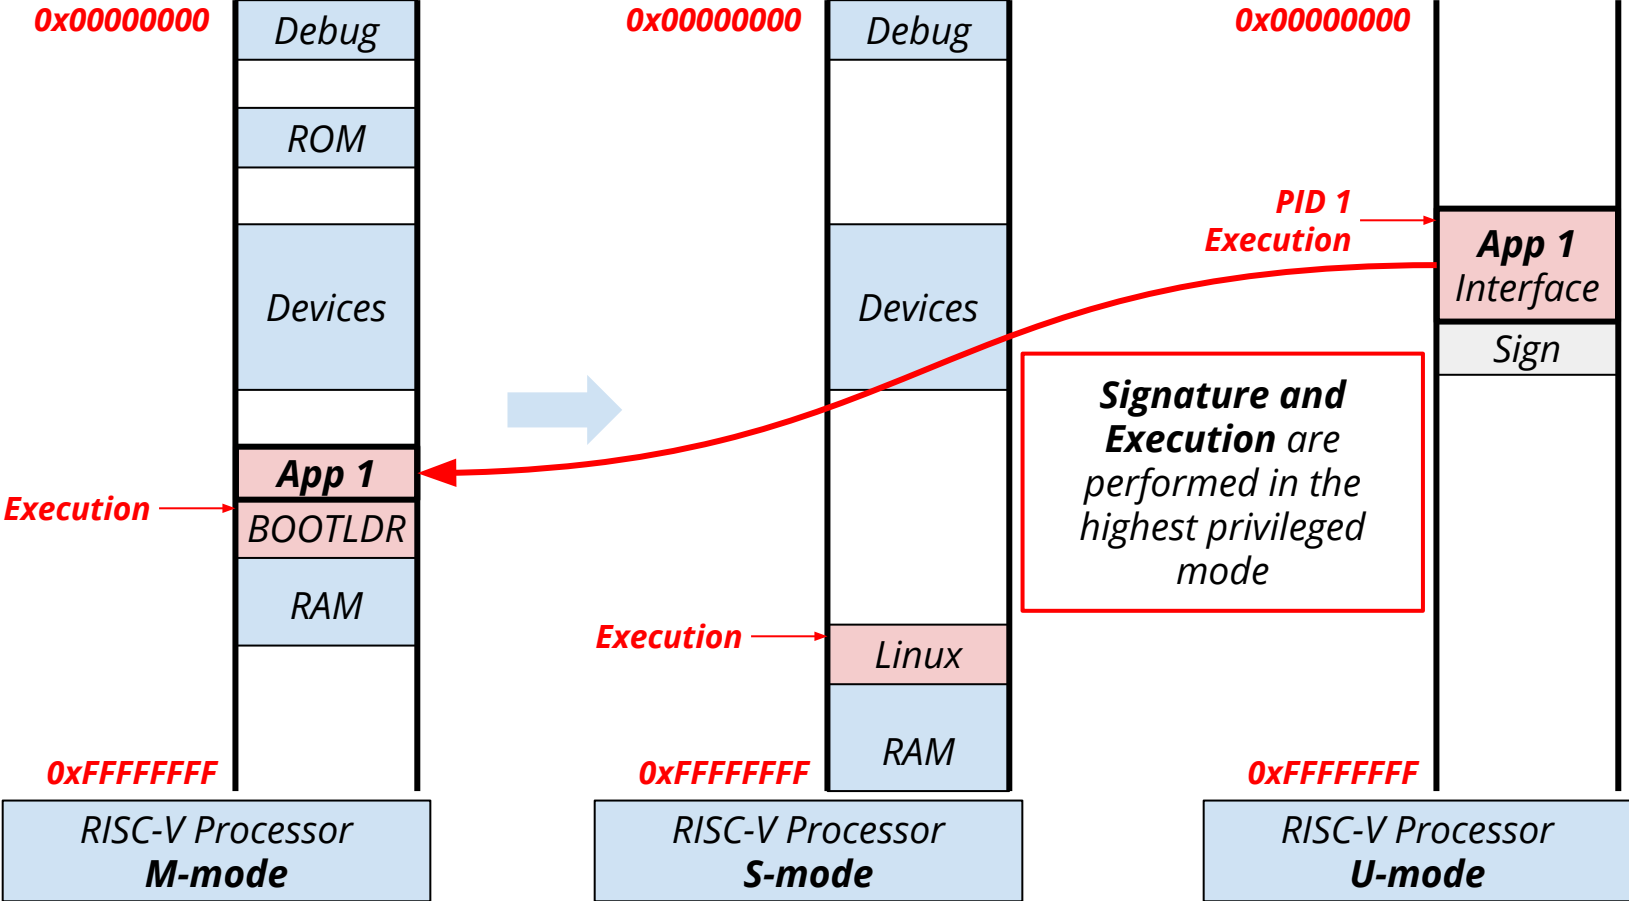 0x00000000
Debug
ROM
Devices
App 1
Execution
BOOTLDR
RAM
0xFFFFFFFF
RISC-V Processor
M-mode
0x00000000
Debug
Devices
Execution
Linux
RAM
0xFFFFFFFF
RISC-V Processor
S-mode
0x00000000
PID 1
Execution
App 1
Interface
Sign
Signature and
Execution are
performed in the
highest privileged
mode
0xFFFFFFFF
RISC-V Processor
U-mode